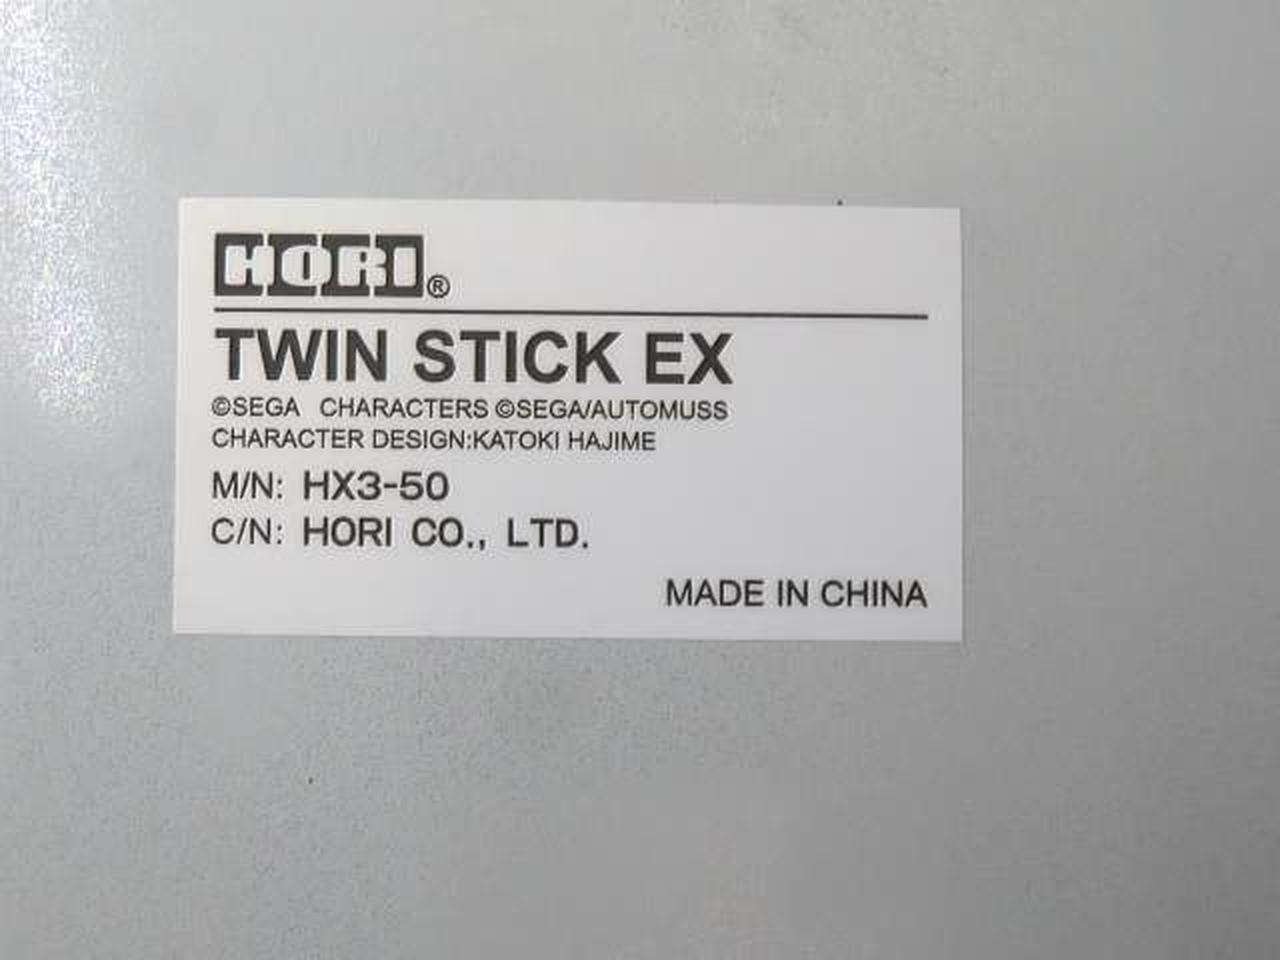 HORI®
TWIN STICK EX
©SEGA CHARACTERS ©SEGA/AUTOMUSS
CHARACTER DESIGN:KATOKI HAJIME
M/N: HX3-50
C/N: HORI CO., LTD.
MADE IN CHINA